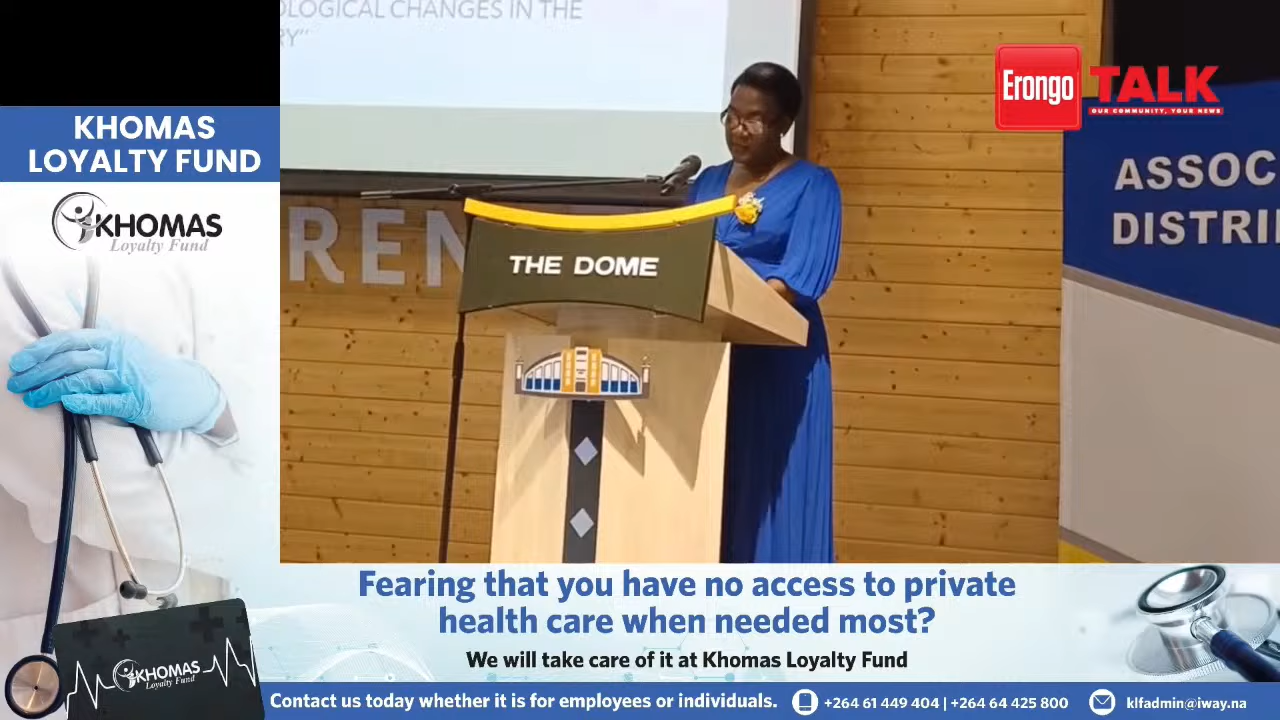 OLOGICAL CHANGES IN THE
RY"
Erongo TALK
OUR COMMUNITY, YOUR NEWS
KHOMAS
LOYALTY FUND
KHOMAS
Loyalty Fund
REN
THE DOME
ASSOC
DISTRI
Fearing that you have no access to private
health care when needed most?
We will take care of it at Khomas Loyalty Fund
KHOMAS
Loyalty Fund
Contact us today whether it is for employees or individuals.
+264 61 449 404 | +264 64 425 800
klfadmin@iway.na